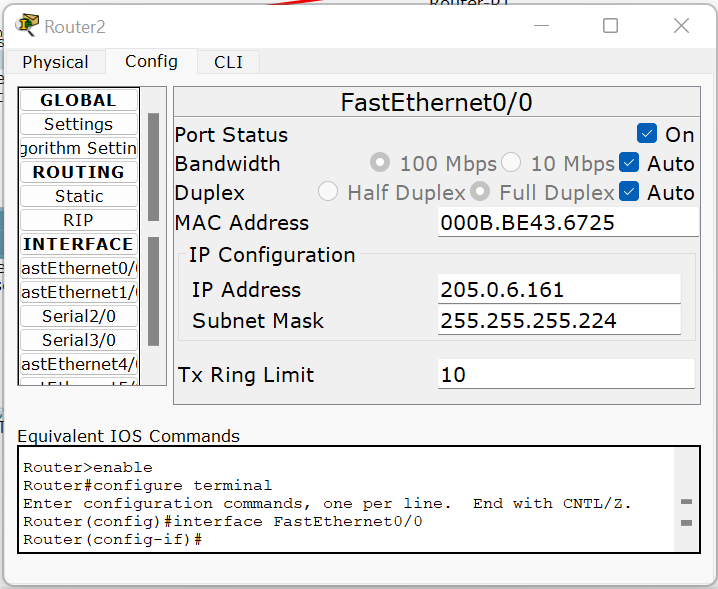 Router-PT
Router2
Physical Config CLI
GLOBAL
Settings
gorithm Settin
ROUTING
Static
RIP
INTERFACE
astEthernet0/
astEthernet1/
Serial2/0
Serial3/0
astEthernet4/
FastEthernet0/0
Port Status On
Bandwidth 100 Mbps 10 Mbps Auto
Duplex Half Duplex Full Duplex Auto
MAC Address 000B.BE43.6725
IP Configuration
IP Address 205.0.6.161
Subnet Mask 255.255.255.224
Tx Ring Limit 10
Equivalent IOS Commands
Router>enable
Router#configure terminal
Enter configuration commands, one per line.  End with CNTL/Z.
Router(config)#interface FastEthernet0/0
Router(config-if)#